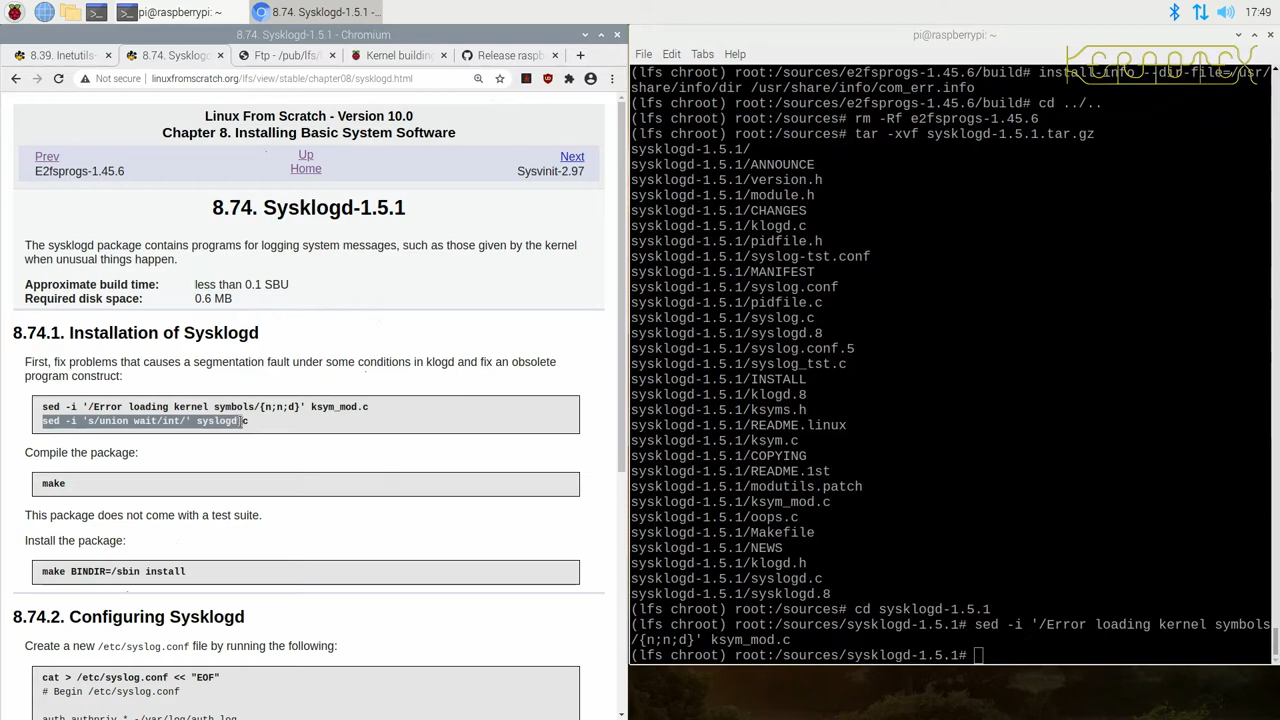 pi@raspberrypi: ~
8.74. Sysklogd-1.5.1 -...
17:49
8.74. Sysklogd-1.5.1 - Chromium
8.39. Inetutils-
8.74. Sysklogd-
Ftp - /pub/lfs/
Kernel building
Release raspb
Not secure
linuxfromscratch.org/lfs/view/stable/chapter08/sysklogd.html
Linux From Scratch - Version 10.0
Chapter 8. Installing Basic System Software
Prev
Up
Next
E2fsprogs-1.45.6
Home
Sysvinit-2.97
8.74. Sysklogd-1.5.1
The sysklogd package contains programs for logging system messages, such as those given by the kernel
when unusual things happen.
Approximate build time: less than 0.1 SBU
Required disk space: 0.6 MB
8.74.1. Installation of Sysklogd
First, fix problems that causes a segmentation fault under some conditions in klogd and fix an obsolete
program construct:
sed -i '/Error loading kernel symbols/{n;n;d}' ksym_mod.c
sed -i 's/union wait/int/' syslogd.c
Compile the package:
make
This package does not come with a test suite.
Install the package:
make BINDIR=/sbin install
8.74.2. Configuring Sysklogd
Create a new /etc/syslog.conf file by running the following:
cat > /etc/syslog.conf << "EOF"
# Begin /etc/syslog.conf
auth,authpriv.* -/var/log/auth.log
pi@raspberrypi: ~
File Edit Tabs Help
KERNOTEX
(lfs chroot) root:/sources/e2fsprogs-1.45.6/build# install-info --dir-file=/usr/
share/info/dir /usr/share/info/com_err.info
(lfs chroot) root:/sources/e2fsprogs-1.45.6/build# cd ../..
(lfs chroot) root:/sources# rm -Rf e2fsprogs-1.45.6
(lfs chroot) root:/sources# tar -xvf sysklogd-1.5.1.tar.gz
sysklogd-1.5.1/
sysklogd-1.5.1/ANNOUNCE
sysklogd-1.5.1/version.h
sysklogd-1.5.1/module.h
sysklogd-1.5.1/CHANGES
sysklogd-1.5.1/klogd.c
sysklogd-1.5.1/pidfile.h
sysklogd-1.5.1/syslog-tst.conf
sysklogd-1.5.1/MANIFEST
sysklogd-1.5.1/syslog.conf
sysklogd-1.5.1/pidfile.c
sysklogd-1.5.1/syslog.c
sysklogd-1.5.1/syslogd.8
sysklogd-1.5.1/syslog.conf.5
sysklogd-1.5.1/syslog_tst.c
sysklogd-1.5.1/INSTALL
sysklogd-1.5.1/klogd.8
sysklogd-1.5.1/ksyms.h
sysklogd-1.5.1/README.linux
sysklogd-1.5.1/ksym.c
sysklogd-1.5.1/COPYING
sysklogd-1.5.1/README.1st
sysklogd-1.5.1/modutils.patch
sysklogd-1.5.1/ksym_mod.c
sysklogd-1.5.1/oops.c
sysklogd-1.5.1/Makefile
sysklogd-1.5.1/NEWS
sysklogd-1.5.1/klogd.h
sysklogd-1.5.1/syslogd.c
sysklogd-1.5.1/sysklogd.8
(lfs chroot) root:/sources# cd sysklogd-1.5.1
(lfs chroot) root:/sources/sysklogd-1.5.1# sed -i '/Error loading kernel symbols
/{n;n;d}' ksym_mod.c
(lfs chroot) root:/sources/sysklogd-1.5.1#